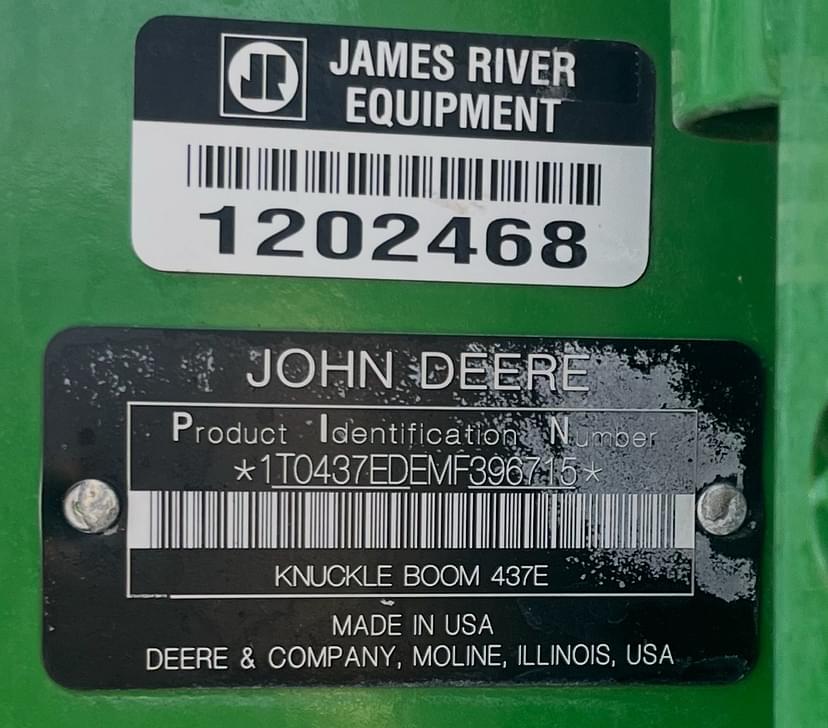 JR
JAMES RIVER
EQUIPMENT
1202468
JOHN DEERE
Product Identification Number
*1T0437EDEMF396715*
KNUCKLE BOOM 437E
MADE IN USA
DEERE & COMPANY, MOLINE, ILLINOIS, USA